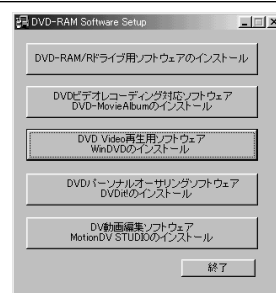 DVD-RAM Software Setup
DVD-RAM/Rドライブ用ソフトウェアのインストール
DVDビデオレコーディング対応ソフトウェア
DVD-MovieAlbumのインストール
DVD Video再生用ソフトウェア
WinDVDのインストール
DVDパーソナルオーサリングソフトウェア
DVDit!のインストール
DV動画編集ソフトウェア
MotionDV STUDIOのインストール
終了